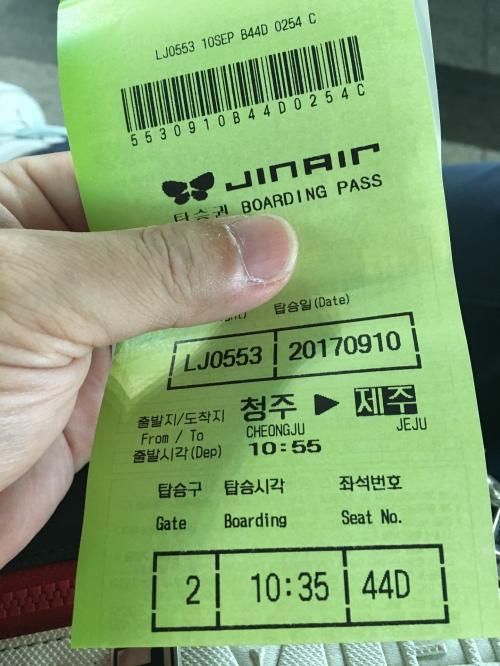 LJ0553 10SEP B44D 0254 C
5530910B44D0254C
JINAIR
탑승권 BOARDING PASS
탑승일(Date)
LJ0553 20170910
출발지/도착지 청주 ▶ 제주
From / To CHEONGJU JEJU
출발시각(Dep) 10:55
탑승구 탑승시각 좌석번호
Gate Boarding Seat No.
2 10:35 44D